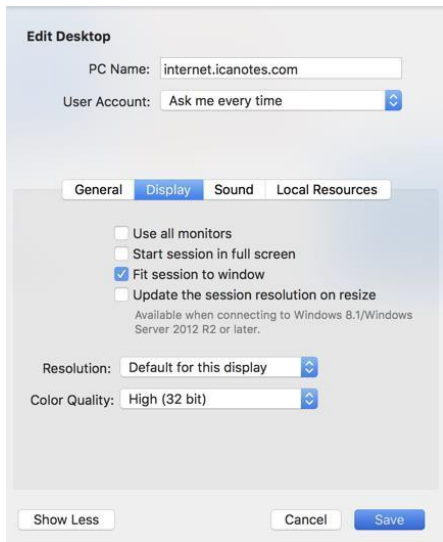 Edit Desktop
PC Name: internet.icanotes.com
User Account: Ask me every time
General Display Sound Local Resources
Use all monitors
Start session in full screen
Fit session to window
Update the session resolution on resize
Available when connecting to Windows 8.1/Windows
Server 2012 R2 or later.
Resolution: Default for this display
Color Quality: High (32 bit)
Show Less Cancel Save